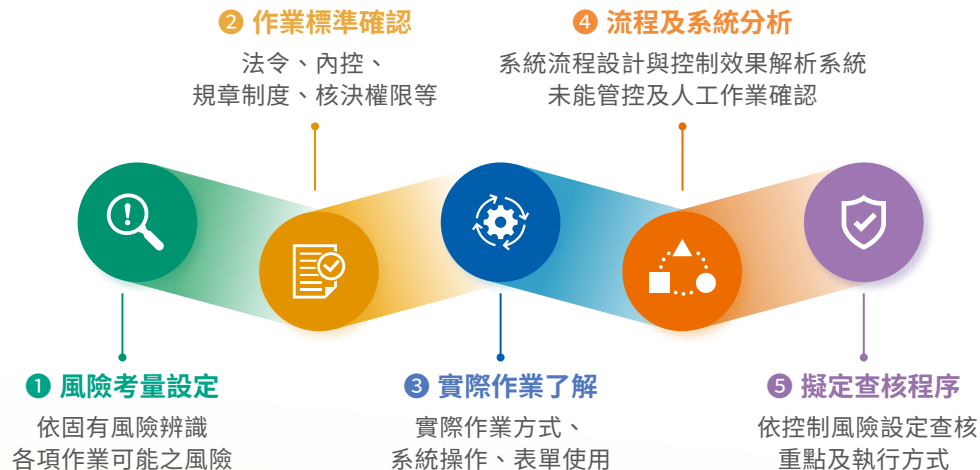 ❶ 風險考量設定
依固有風險辨識
各項作業可能之風險
❷ 作業標準確認
法令、內控、
規章制度、核決權限等
❸ 實際作業了解
實際作業方式、
系統操作、表單使用
❹ 流程及系統分析
系統流程設計與控制效果解析系統
未能管控及人工作業確認
❺ 擬定查核程序
依控制風險設定查核
重點及執行方式